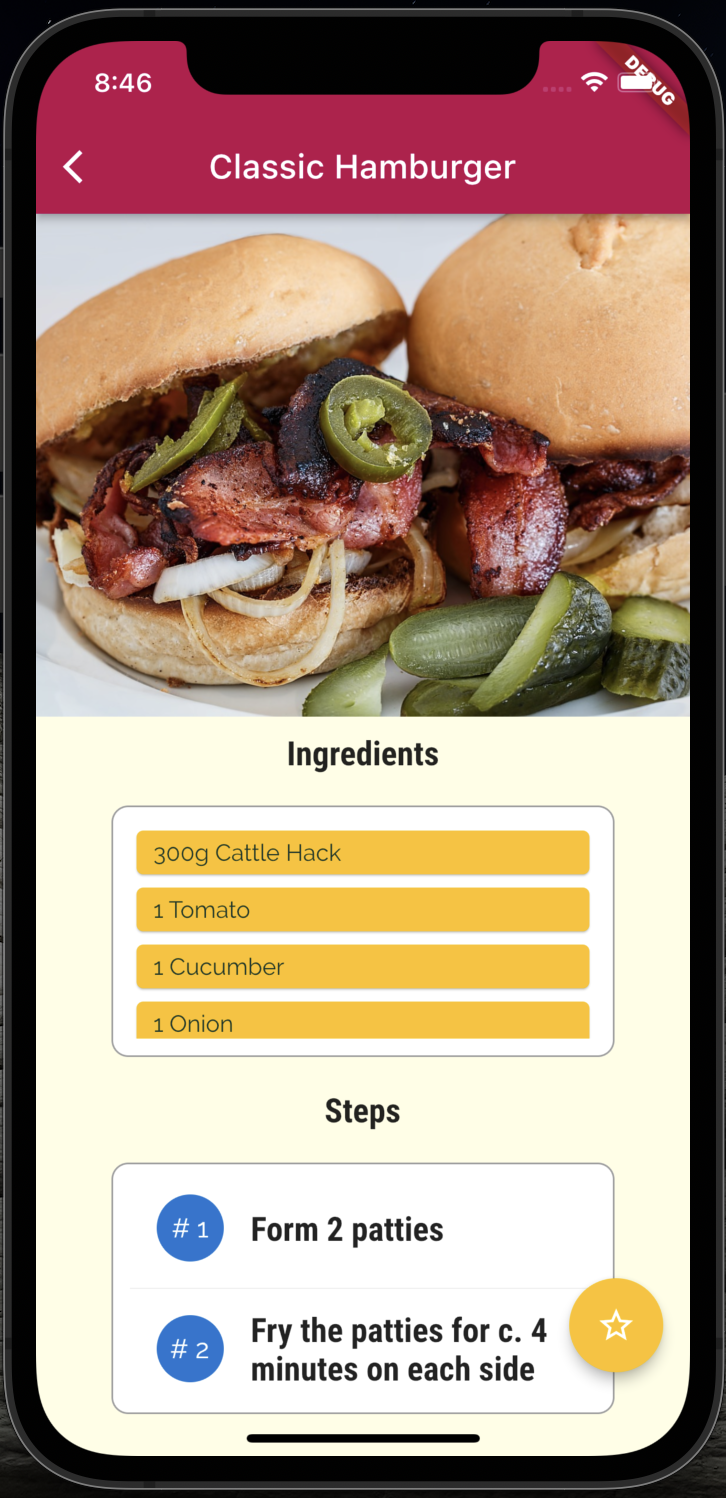 8:46
DEBUG
Classic Hamburger
Ingredients
300g Cattle Hack
1 Tomato
1 Cucumber
1 Onion
Steps
# 1
Form 2 patties
# 2
Fry the patties for c. 4
minutes on each side